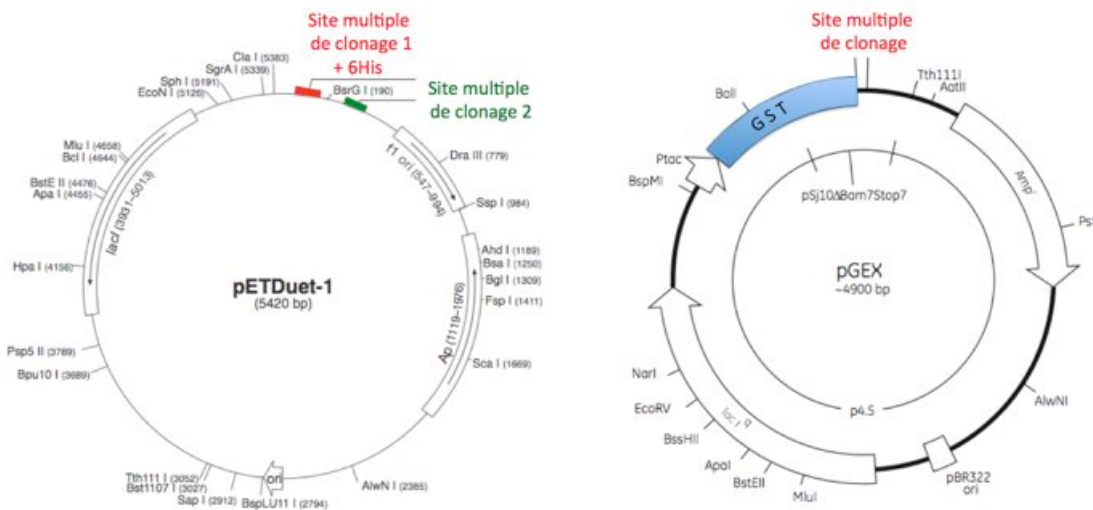 Site multiple
de clonage 1
+ 6His
Site multiple
de clonage 2
Cla I (5383)
SgrA I (5339)
Sph I (5191)
EcoN I (5126)
BsrG I (190)
Mlu I (4658)
Bcl I (4644)
BstE II (4476)
Apa I (4455)
Hpa I (4156)
Psp5 II (3789)
Bpu10 I (3689)
lacI (3931–5013)
f1 ori (547–994)
Dra III (779)
Ssp I (984)
Ahd I (1189)
Bsa I (1250)
Bgl I (1309)
Fsp I (1411)
Ap (1119–1976)
Sca I (1669)
pETDuet-1
(5420 bp)
Tth111 I (3052)
Bst1107 I (3027)
Sap I (2912)
BspLU11 I (2794)
ori
AlwN I (2385)
Site multiple
de clonage
Tth111I
AatII
BalI
GST
Ptac
BspMI
pSj10ΔBam7Stop7
Ampr
pGEX
~4900 bp
NarI
EcoRV
BssHII
ApaI
BstEII
MluI
lac I q
p4.5
AlwNI
pBR322
ori